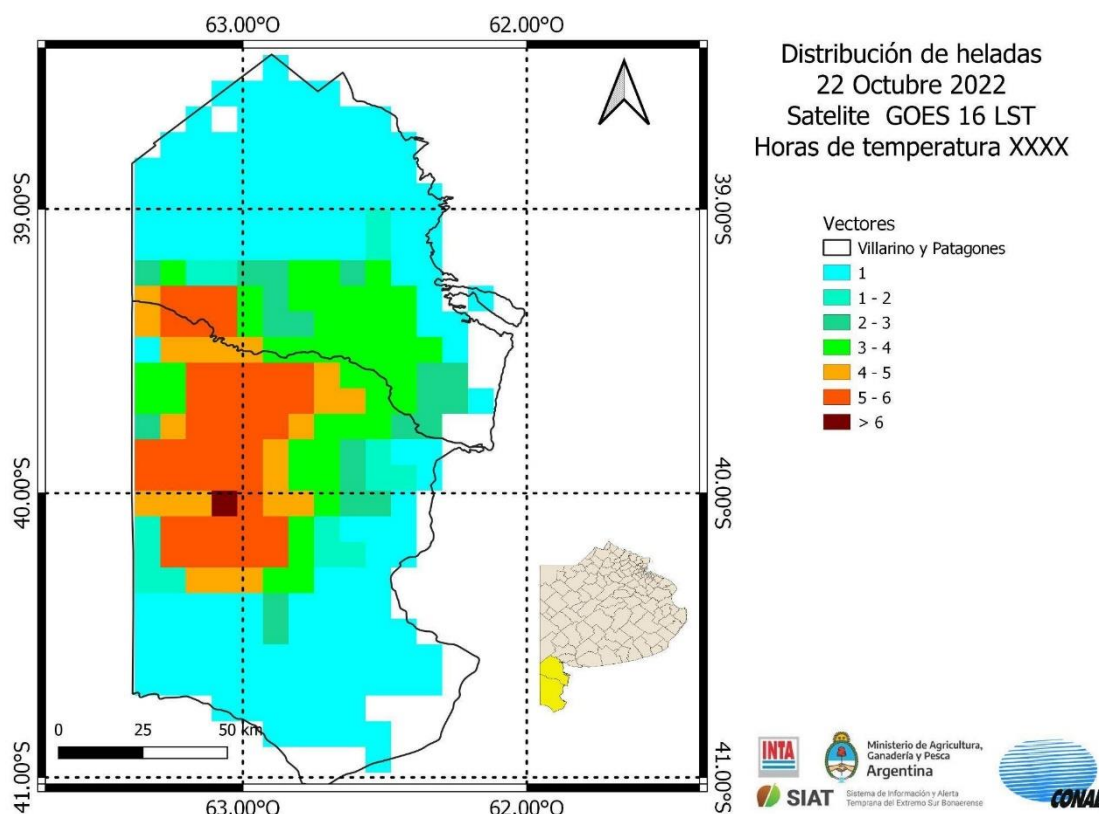 63.00°O
62.00°O
39.00°S
39.00°S
40.00°S
40.00°S
41.00°S
41.00°S
63.00°O
62.00°O
0 25 50 km
Distribución de heladas
22 Octubre 2022
Satelite GOES 16 LST
Horas de temperatura XXXX
Vectores
Villarino y Patagones
1
1 - 2
2 - 3
3 - 4
4 - 5
5 - 6
> 6
INTA
Ministerio de Agricultura,
Ganadería y Pesca
Argentina
SIAT
Sistema de Información y Alerta
Temprana del Extremo Sur Bonaerense
CONAE